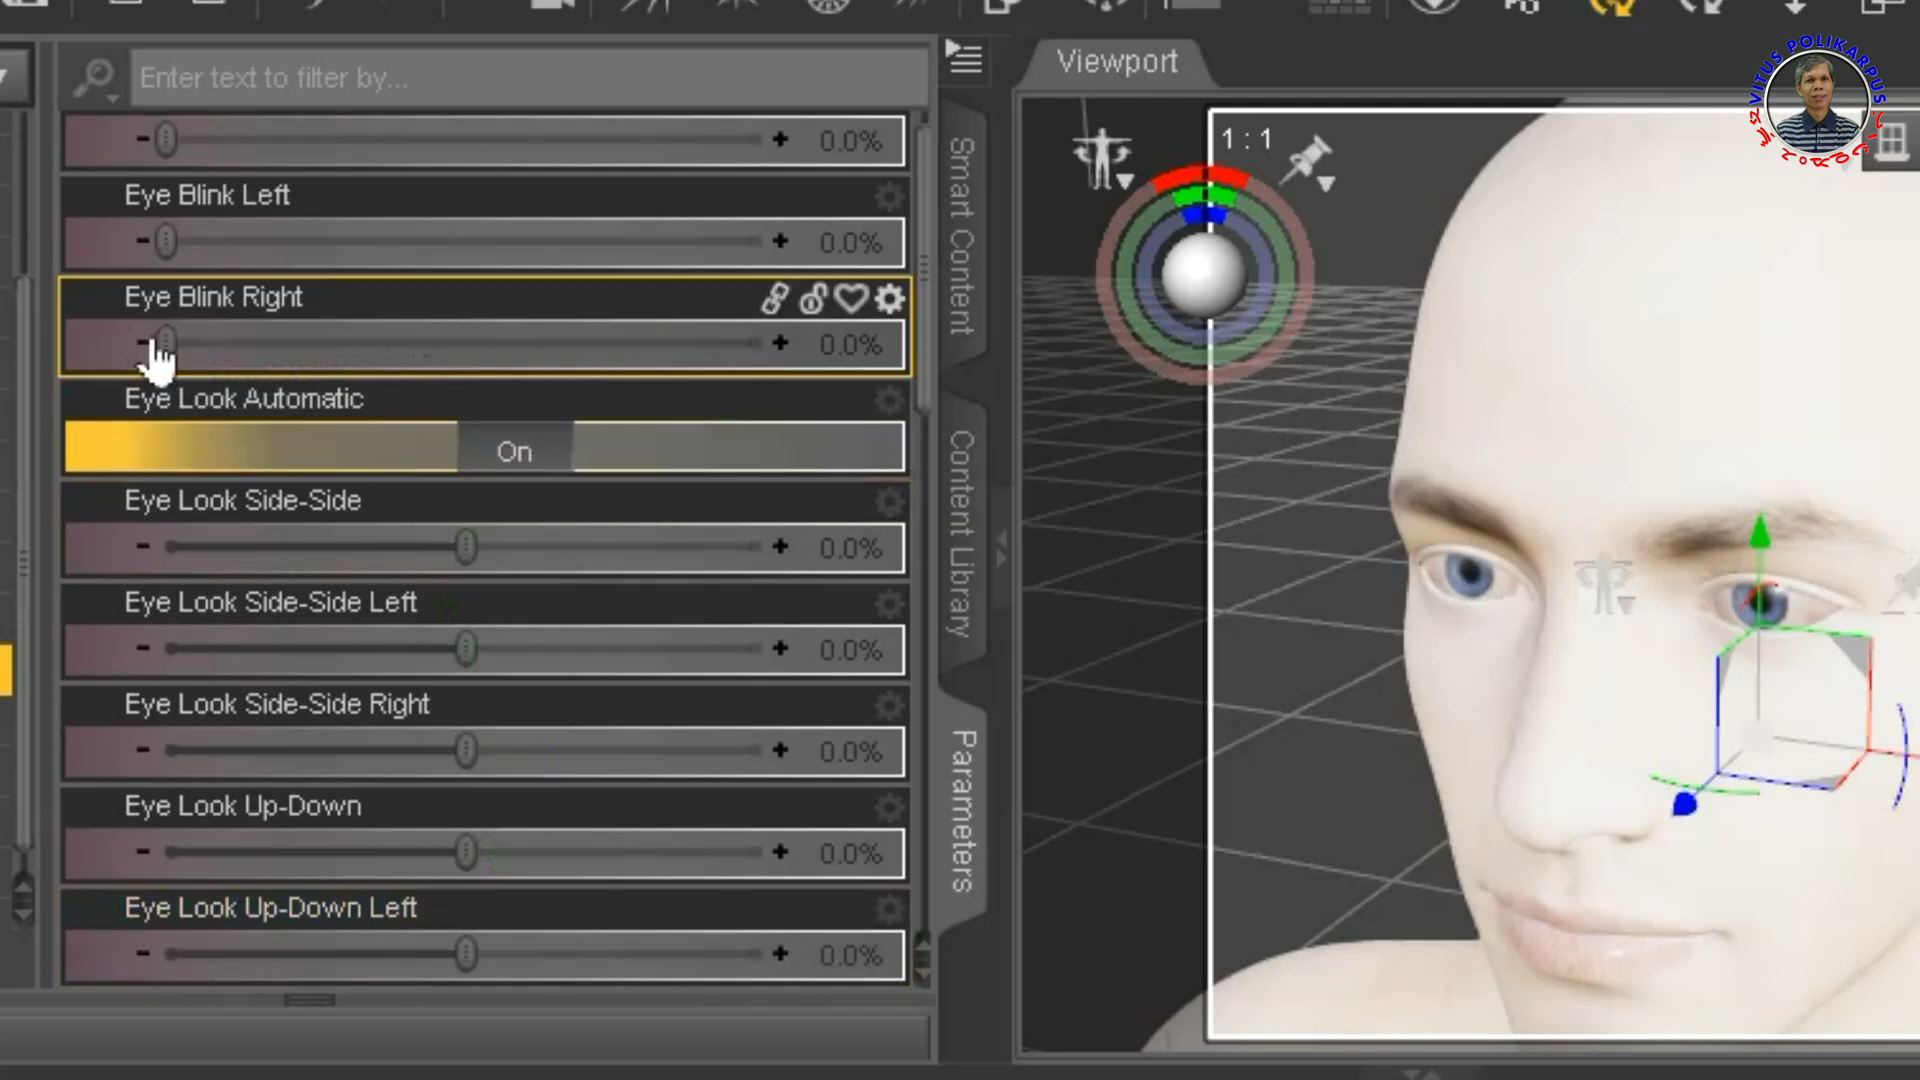 Enter text to filter by...
Viewport
VITUS POLIKARPUS
1 : 1
0.0%
Eye Blink Left
0.0%
Eye Blink Right
0.0%
Eye Look Automatic
On
Eye Look Side-Side
0.0%
Eye Look Side-Side Left
0.0%
Eye Look Side-Side Right
0.0%
Eye Look Up-Down
0.0%
Eye Look Up-Down Left
0.0%
Smart Content
Content Library
Parameters